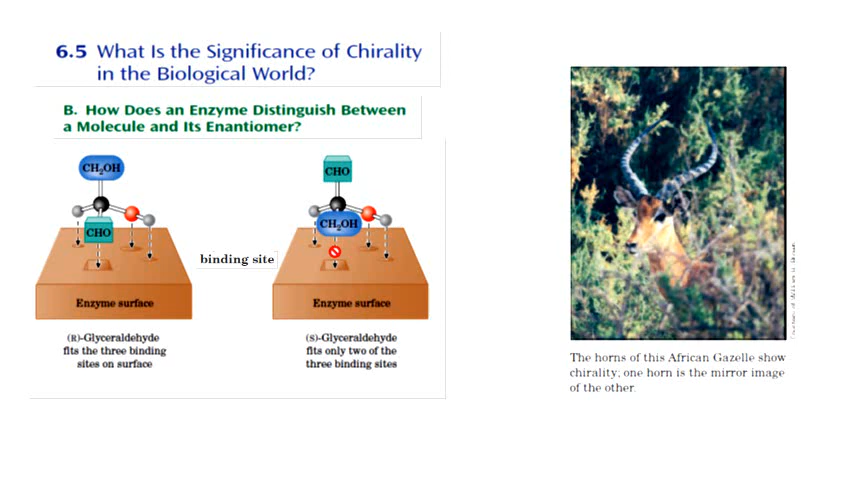 6.5 What Is the Significance of Chirality
in the Biological World?
B. How Does an Enzyme Distinguish Between
a Molecule and Its Enantiomer?
CH₂OH
CHO
Enzyme surface
(R)-Glyceraldehyde
fits the three binding
sites on surface
binding site
CHO
CH₂OH
Enzyme surface
(S)-Glyceraldehyde
fits only two of the
three binding sites
The horns of this African Gazelle show
chirality; one horn is the mirror image
of the other.